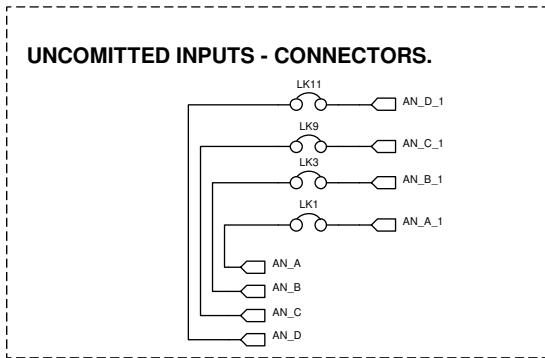 UNCOMITTED INPUTS - CONNECTORS.
LK11
AN_D_1
LK9
AN_C_1
LK3
AN_B_1
LK1
AN_A_1
AN_A
AN_B
AN_C
AN_D